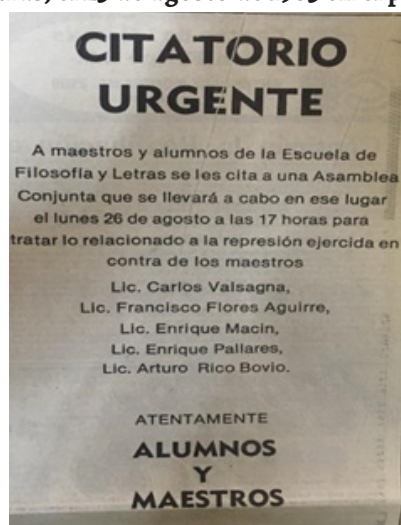 CITATORIO
URGENTE
A maestros y alumnos de la Escuela de
Filosofía y Letras se les cita a una Asamblea
Conjunta que se llevará a cabo en ese lugar
el lunes 26 de agosto a las 17 horas para
tratar lo relacionado a la represión ejercida en
contra de los maestros
Lic. Carlos Valsagna,
Lic. Francisco Flores Aguirre,
Lic. Enrique Macin,
Lic. Enrique Pallares,
Lic. Arturo Rico Bovio.
ATENTAMENTE
ALUMNOS
Y
MAESTROS